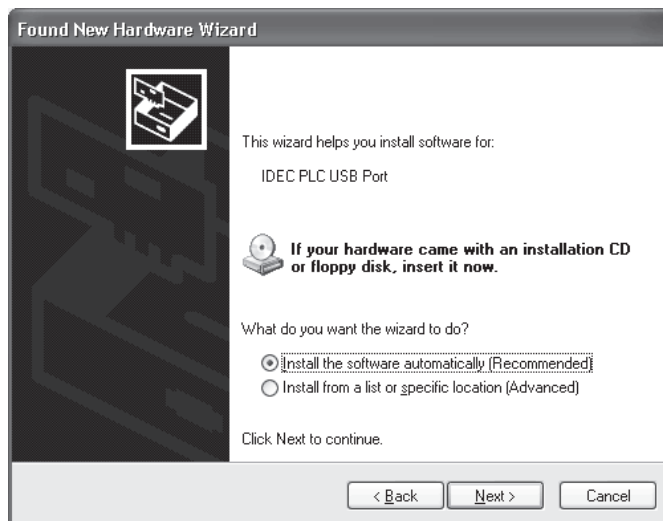 Found New Hardware Wizard
This wizard helps you install software for:
IDEC PLC USB Port
If your hardware came with an installation CD
or floppy disk, insert it now.
What do you want the wizard to do?
Install the software automatically (Recommended)
Install from a list or specific location (Advanced)
Click Next to continue.
< Back Next > Cancel